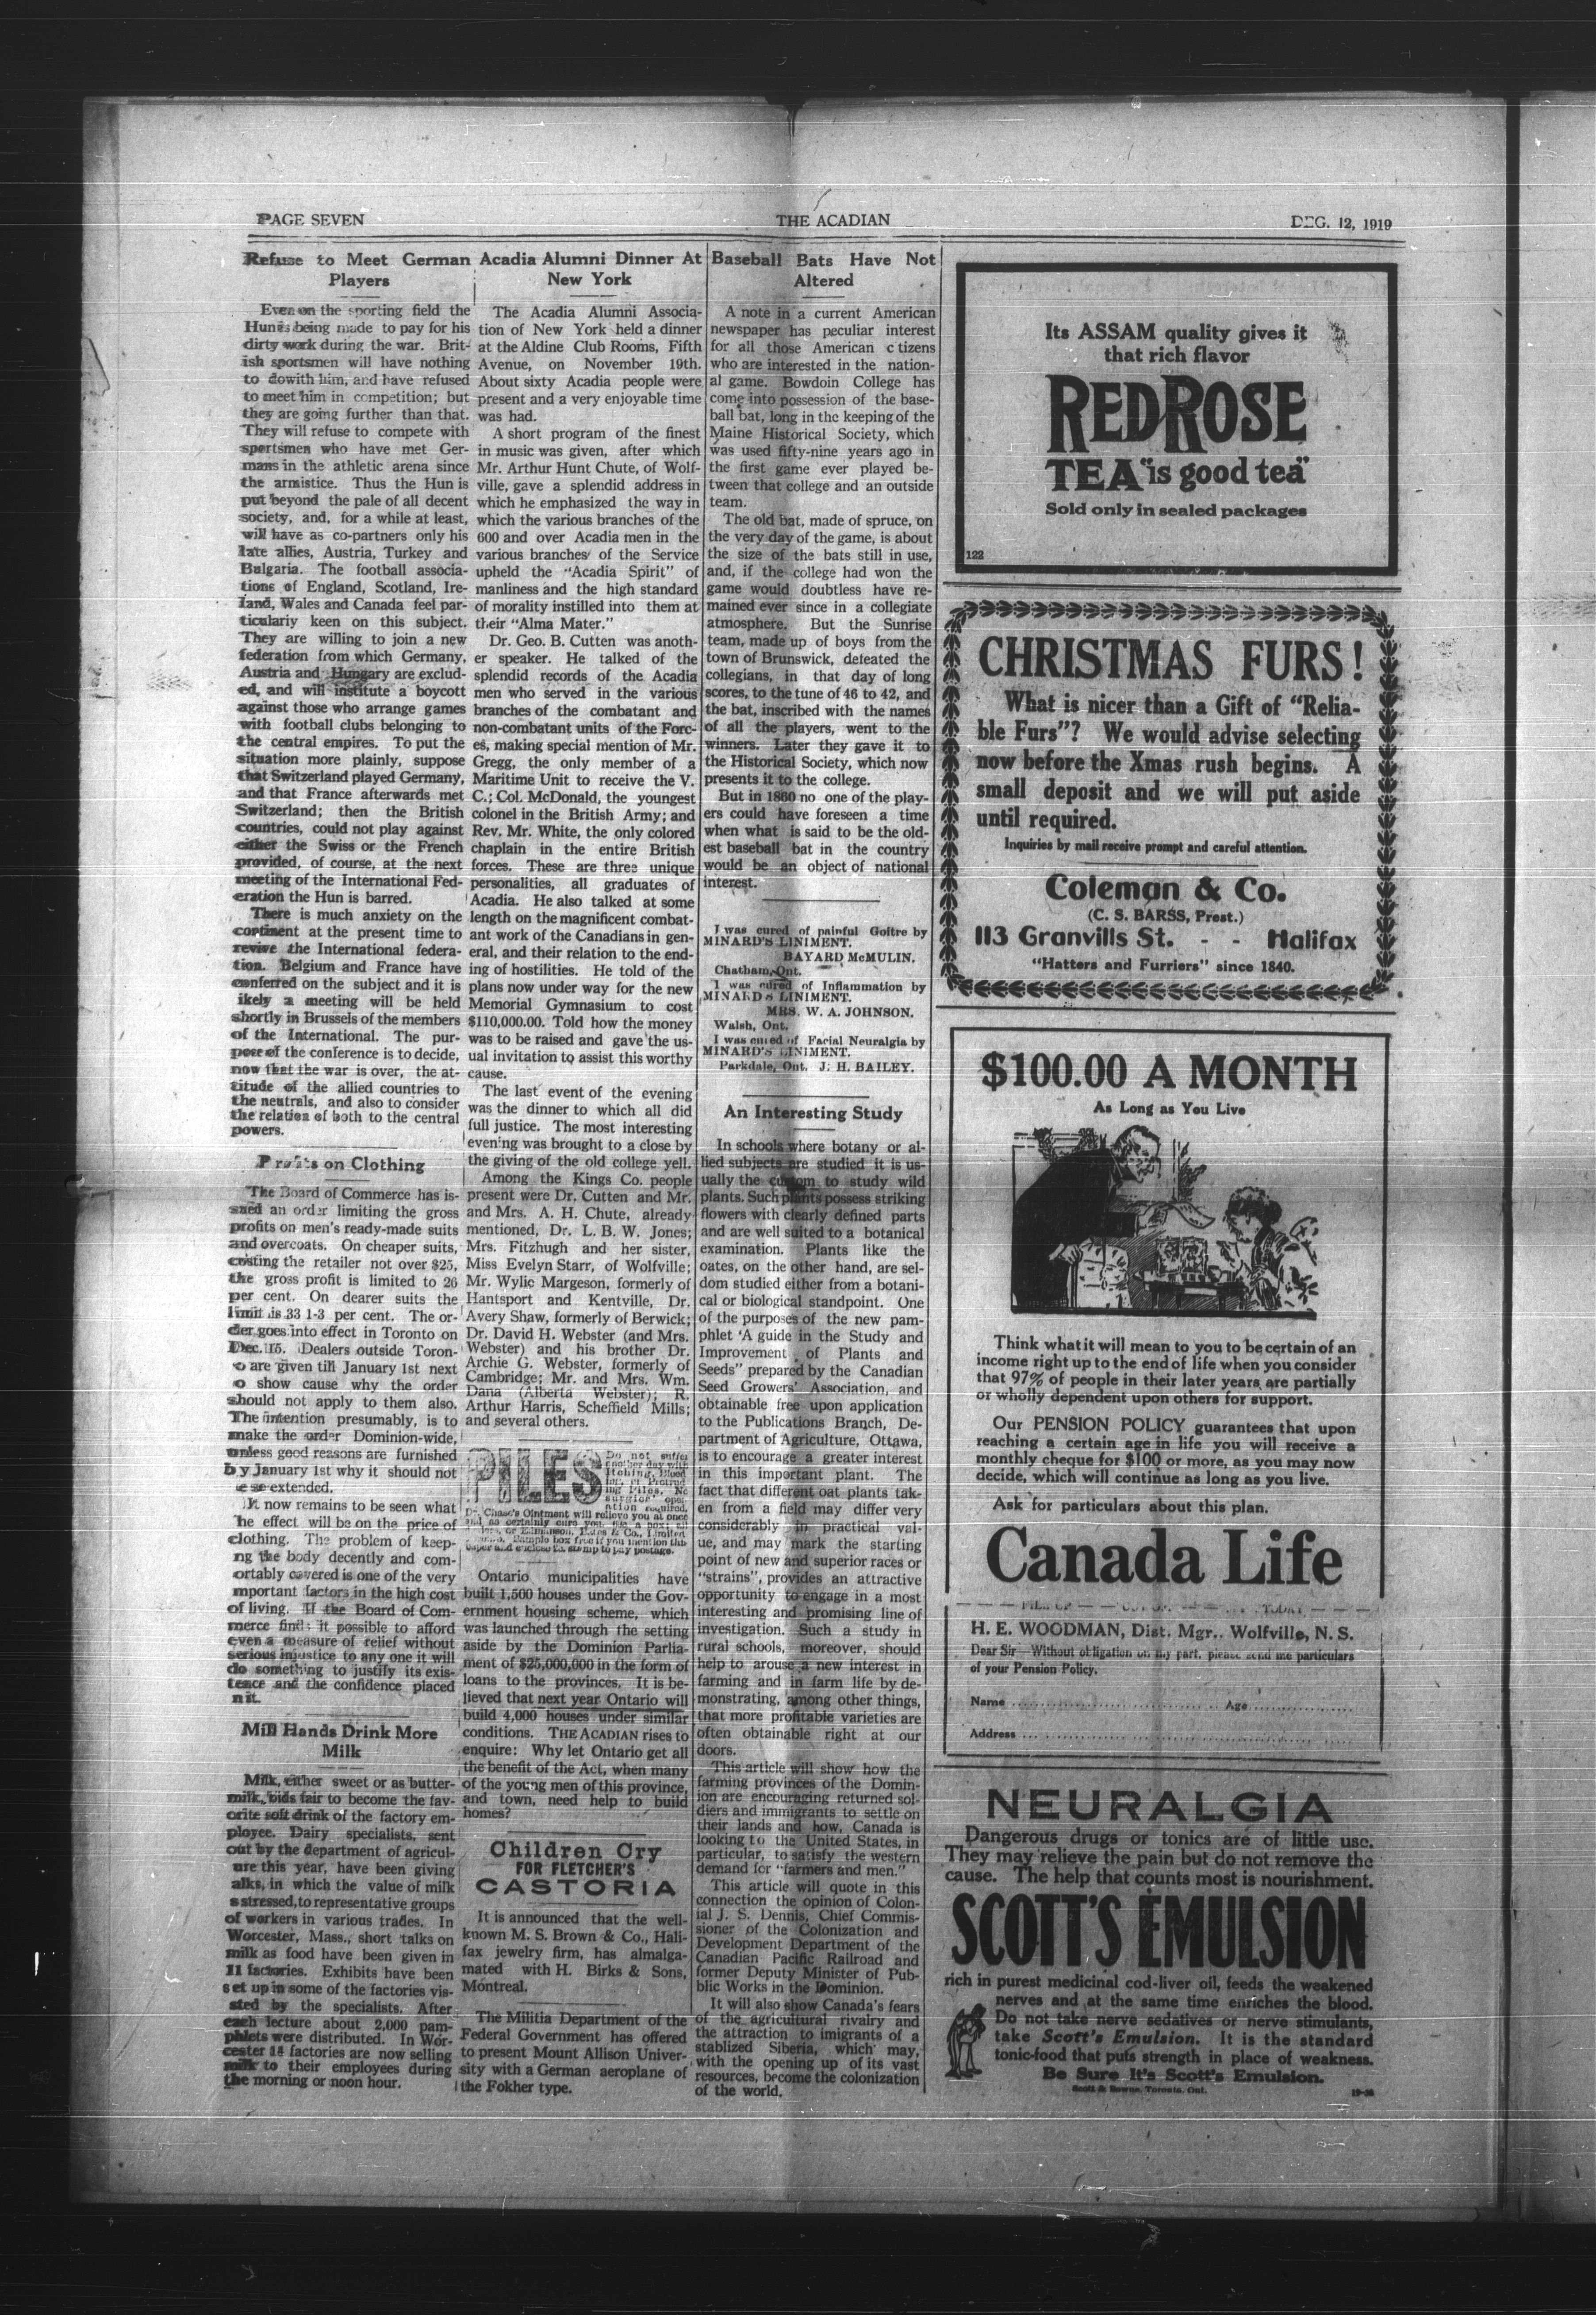 PAGE SEVEN
THE ACADIAN
DEC. 12, 1919
Refuse to Meet German
Players
Even on the sporting field the
Hun is being made to pay for his
dirty work during the war. Brit-
ish sportsmen will have nothing
to do with him, and have refused
to meet him in competition; but
they are going further than that.
They will refuse to compete with
sportsmen who have met Ger-
mans in the athletic arena since
the armistice. Thus the Hun is
put beyond the pale of all decent
society, and, for a while at least,
will have as co-partners only his
late allies, Austria, Turkey and
Bulgaria. The football associa-
tions of England, Scotland, Ire-
land, Wales and Canada feel par-
ticularly keen on this subject.
They are willing to join a new
federation from which Germany,
Austria and Hungary are exclud-
ed, and will institute a boycott
against those who arrange games
with football clubs belonging to
the central empires. To put the
situation more plainly, suppose
that Switzerland played Germany,
and that France afterwards met
Switzerland; then the British
countries, could not play against
either the Swiss or the French
provided, of course, at the next
meeting of the International Fed-
eration the Hun is barred.
There is much anxiety on the
continent at the present time to
revive the International federa-
tion. Belgium and France have
conferred on the subject and it is
likely a meeting will be held
shortly in Brussels of the members
of the International. The pur-
pose of the conference is to decide,
now that the war is over, the at-
titude of the allied countries to
the neutrals, and also to consider
the relation of both to the central
powers.
Profits on Clothing
The Board of Commerce has is-
sued an order limiting the gross
profits on men's ready-made suits
and overcoats. On cheaper suits,
costing the retailer not over $25,
the gross profit is limited to 26
per cent. On dearer suits the
limit is 33 1-3 per cent. The or-
der goes into effect in Toronto on
Dec. 15. Dealers outside Toron-
o are given till January 1st next
o show cause why the order
should not apply to them also.
The intention presumably, is to
make the order Dominion-wide,
unless good reasons are furnished
by January 1st why it should not
e so extended.
It now remains to be seen what
he effect will be on the price of
clothing. The problem of keep-
ng the body decently and com-
ortably covered is one of the very
mportant factors in the high cost
of living. If the Board of Com-
merce finds it possible to afford
even a measure of relief without
serious injustice to any one it will
do something to justify its exis-
tence and the confidence placed
n it.
Mill Hands Drink More
Milk
Milk, either sweet or as butter-
milk, bids fair to become the fav-
orite soft drink of the factory em-
ployee. Dairy specialists, sent
out by the department of agricul-
ure this year, have been giving
alks, in which the value of milk
s stressed, to representative groups
of workers in various trades. In
Worcester, Mass., short talks on
milk as food have been given in
11 factories. Exhibits have been
set up in some of the factories vis-
ited by the specialists. After
each lecture about 2,000 pam-
phlets were distributed. In Wor-
cester 14 factories are now selling
milk to their employees during
the morning or noon hour.
Acadia Alumni Dinner At
New York
The Acadia Alumni Associa-
tion of New York held a dinner
at the Aldine Club Rooms, Fifth
Avenue, on November 19th.
About sixty Acadia people were
present and a very enjoyable time
was had.
A short program of the finest
in music was given, after which
Mr. Arthur Hunt Chute, of Wolf-
ville, gave a splendid address in
which he emphasized the way in
which the various branches of the
600 and over Acadia men in the
various branches of the Service
upheld the "Acadia Spirit" of
manliness and the high standard
of morality instilled into them at
their "Alma Mater."
Dr. Geo. B. Cutten was anoth-
er speaker. He talked of the
splendid records of the Acadia
men who served in the various
branches of the combatant and
non-combatant units of the Forc-
es, making special mention of Mr.
Gregg, the only member of a
Maritime Unit to receive the V.
C.; Col. McDonald, the youngest
colonel in the British Army; and
Rev. Mr. White, the only colored
chaplain in the entire British
forces. These are three unique
personalities, all graduates of
Acadia. He also talked at some
length on the magnificent combat-
ant work of the Canadians in gen-
eral, and their relation to the end-
ing of hostilities. He told of the
plans now under way for the new
Memorial Gymnasium to cost
$110,000.00. Told how the money
was to be raised and gave the us-
ual invitation to assist this worthy
cause.
The last event of the evening
was the dinner to which all did
full justice. The most interesting
evening was brought to a close by
the giving of the old college yell.
Among the Kings Co. people
present were Dr. Cutten and Mr.
and Mrs. A. H. Chute, already
mentioned, Dr. L. B. W. Jones;
Mrs. Fitzhugh and her sister,
Miss Evelyn Starr, of Wolfville;
Mr. Wylie Margeson, formerly of
Hantsport and Kentville, Dr.
Avery Shaw, formerly of Berwick;
Dr. David H. Webster (and Mrs.
Webster) and his brother Dr.
Archie G. Webster, formerly of
Cambridge; Mr. and Mrs. Wm.
Dana (Alberta Webster); R.
Arthur Harris, Scheffield Mills;
and several others.
PILES
Do not suffer
another day with
Itching, Bleed-
ing, or Protrud-
ing Piles. No
surgical oper-
ation required.
Dr. Chase's Ointment will relieve you at once
and as certainly cure you. a box; all
dealers, or Edmanson, Bates & Co., Limited
Sample box free if you mention this
paper and enclose stamp to pay postage.
Ontario municipalities have
built 1,500 houses under the Gov-
ernment housing scheme, which
was launched through the setting
aside by the Dominion Parlia-
ment of $25,000,000 in the form of
loans to the provinces. It is be-
lieved that next year Ontario will
build 4,000 houses under similar
conditions. THE ACADIAN rises to
enquire: Why let Ontario get all
the benefit of the Act, when many
of the young men of this province,
and town, need help to build
homes?
Children Cry
FOR FLETCHER'S
CASTORIA
It is announced that the well-
known M. S. Brown & Co., Hali-
fax jewelry firm, has almalga-
mated with H. Birks & Sons,
Montreal.
The Militia Department of the
Federal Government has offered
to present Mount Allison Univer-
sity with a German aeroplane of
the Fokher type.
Baseball Bats Have Not
Altered
A note in a current American
newspaper has peculiar interest
for all those American c tizens
who are interested in the nation-
al game. Bowdoin College has
come into possession of the base-
ball bat, long in the keeping of the
Maine Historical Society, which
was used fifty-nine years ago in
the first game ever played be-
tween that college and an outside
team.
The old bat, made of spruce, on
the very day of the game, is about
the size of the bats still in use,
and, if the college had won the
game would doubtless have re-
mained ever since in a collegiate
atmosphere. But the Sunrise
team, made up of boys from the
town of Brunswick, defeated the
collegians, in that day of long
scores, to the tune of 46 to 42, and
the bat, inscribed with the names
of all the players, went to the
winners. Later they gave it to
the Historical Society, which now
presents it to the college.
But in 1860 no one of the play-
ers could have foreseen a time
when what is said to be the old-
est baseball bat in the country
would be an object of national
interest.
I was cured of painful Goitre by
MINARD'S LINIMENT.
BAYARD McMULIN.
Chatham, Ont.
I was cured of Inflammation by
MINARD'S LINIMENT.
MRS. W. A. JOHNSON.
Walsh, Ont.
I was cured of Facial Neuralgia by
MINARD'S LINIMENT.
Parkdale, Ont. J. H. BAILEY.
An Interesting Study
In schools where botany or al-
lied subjects are studied it is us-
ually the custom to study wild
plants. Such plants possess striking
flowers with clearly defined parts
and are well suited to a botanical
examination. Plants like the
oates, on the other hand, are sel-
dom studied either from a botani-
cal or biological standpoint. One
of the purposes of the new pam-
phlet 'A guide in the Study and
Improvement of Plants and
Seeds" prepared by the Canadian
Seed Growers' Association, and
obtainable free upon application
to the Publications Branch, De-
partment of Agriculture, Ottawa,
is to encourage a greater interest
in this important plant. The
fact that different oat plants tak-
en from a field may differ very
considerably in practical val-
ue, and may mark the starting
point of new and superior races or
"strains", provides an attractive
opportunity to engage in a most
interesting and promising line of
investigation. Such a study in
rural schools, moreover, should
help to arouse a new interest in
farming and in farm life by de-
monstrating, among other things,
that more profitable varieties are
often obtainable right at our
doors.
This article will show how the
farming provinces of the Domin-
ion are encouraging returned sol-
diers and immigrants to settle on
their lands and how, Canada is
looking to the United States, in
particular, to satisfy the western
demand for "farmers and men."
This article will quote in this
connection the opinion of Colon-
ial J. S. Dennis, Chief Commis-
sioner of the Colonization and
Development Department of the
Canadian Pacific Railroad and
former Deputy Minister of Pub-
blic Works in the Dominion.
It will also show Canada's fears
of the agricultural rivalry and
the attraction to imigrants of a
stablized Siberia, which may,
with the opening up of its vast
resources, become the colonization
of the world.
Its ASSAM quality gives it
that rich flavor
RED ROSE
TEA "is good tea"
Sold only in sealed packages
122
CHRISTMAS FURS!
What is nicer than a Gift of "Relia-
ble Furs"? We would advise selecting
now before the Xmas rush begins. A
small deposit and we will put aside
until required.
Inquiries by mail receive prompt and careful attention.
Coleman & Co.
(C. S. BARSS, Prest.)
113 Granvills St. - - Halifax
"Hatters and Furriers" since 1840.
$100.00 A MONTH
As Long as You Live
Think what it will mean to you to be certain of an
income right up to the end of life when you consider
that 97% of people in their later years are partially
or wholly dependent upon others for support.
Our PENSION POLICY guarantees that upon
reaching a certain age in life you will receive a
monthly cheque for $100 or more, as you may now
decide, which will continue as long as you live.
Ask for particulars about this plan.
Canada Life
TODAY
H. E. WOODMAN, Dist. Mgr., Wolfville, N. S.
Dear Sir—Without obligation on my part, please send me particulars
of your Pension Policy.
Name .......... Age ..........
Address ..........
NEURALGIA
Dangerous drugs or tonics are of little use.
They may relieve the pain but do not remove the
cause. The help that counts most is nourishment.
SCOTT'S EMULSION
rich in purest medicinal cod-liver oil, feeds the weakened
nerves and at the same time enriches the blood.
Do not take nerve sedatives or nerve stimulants,
take Scott's Emulsion. It is the standard
tonic-food that puts strength in place of weakness.
Be Sure It's Scott's Emulsion.
Scott & Bowne, Toronto, Ont.
19-36